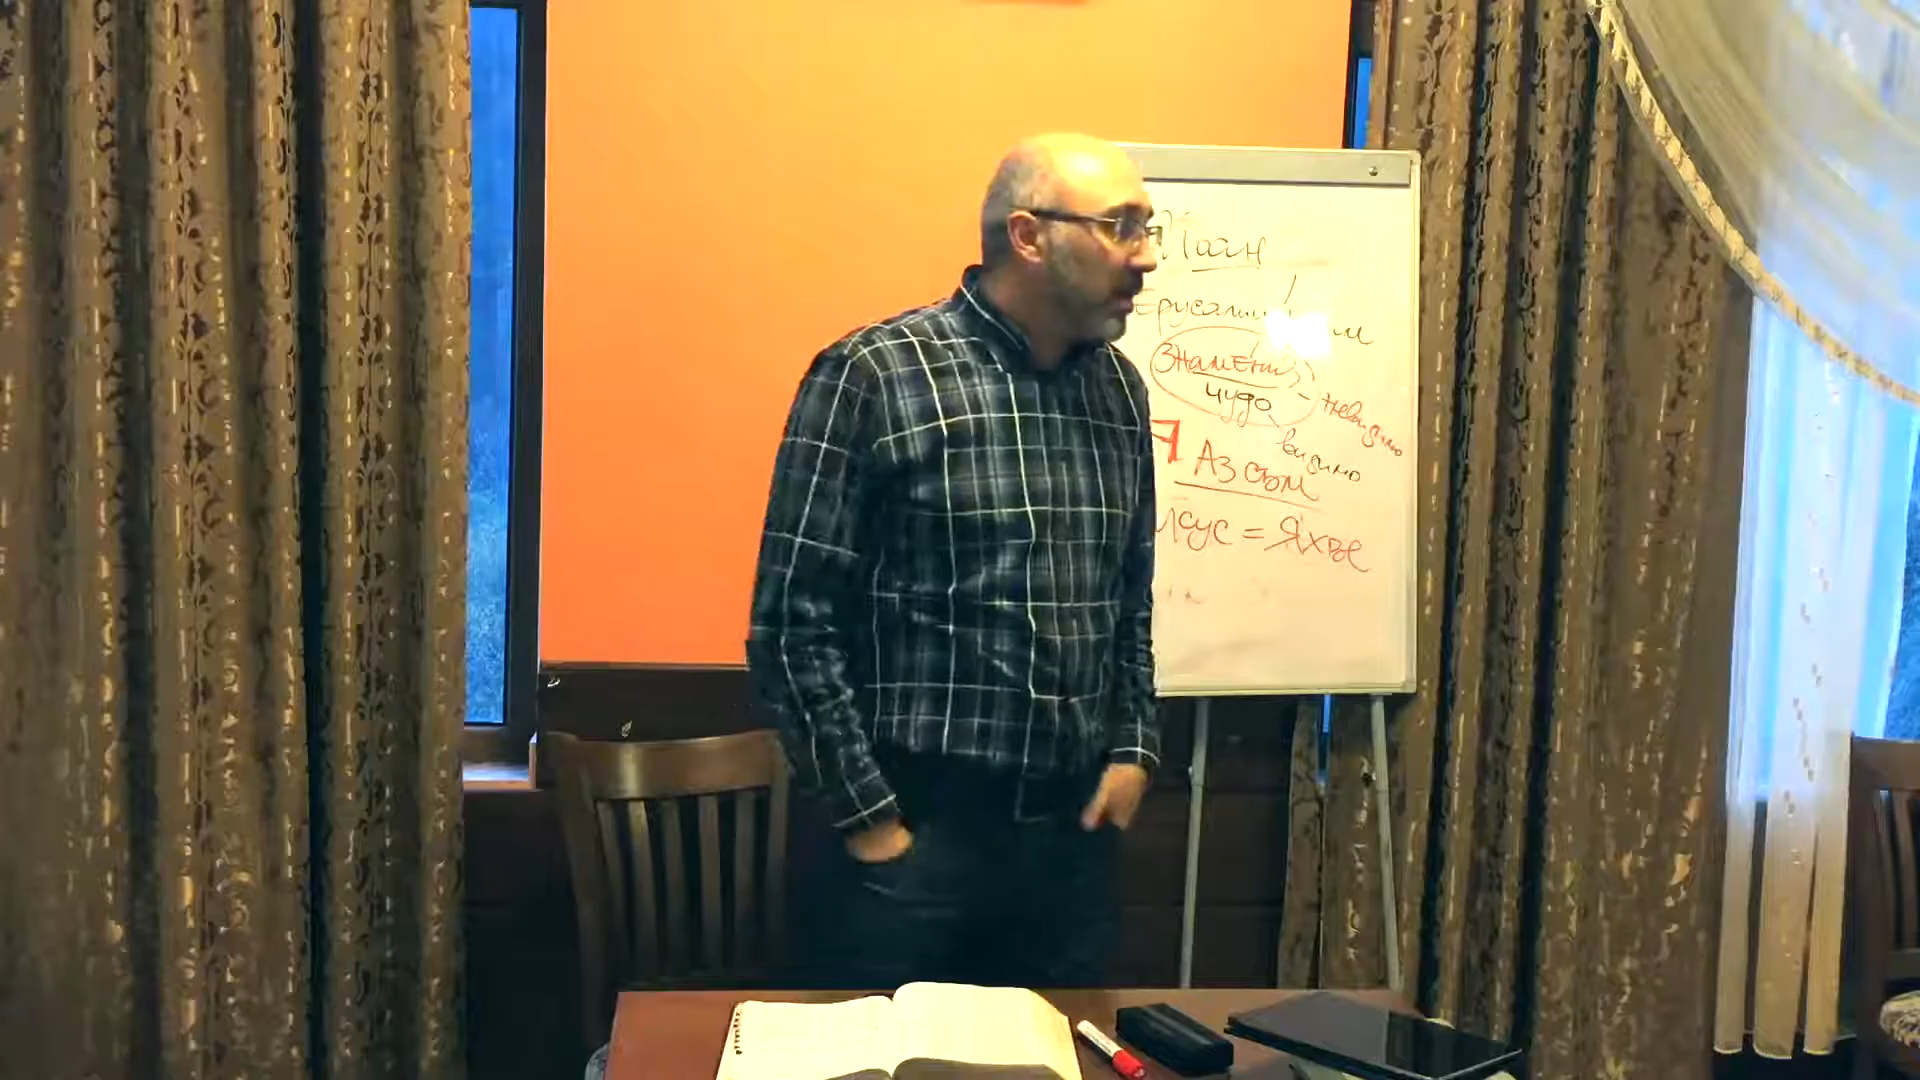 Йоан
Ерусалим
Знамения
чудо - невидимо
видимо
7 Аз съм
Исус = Яхве